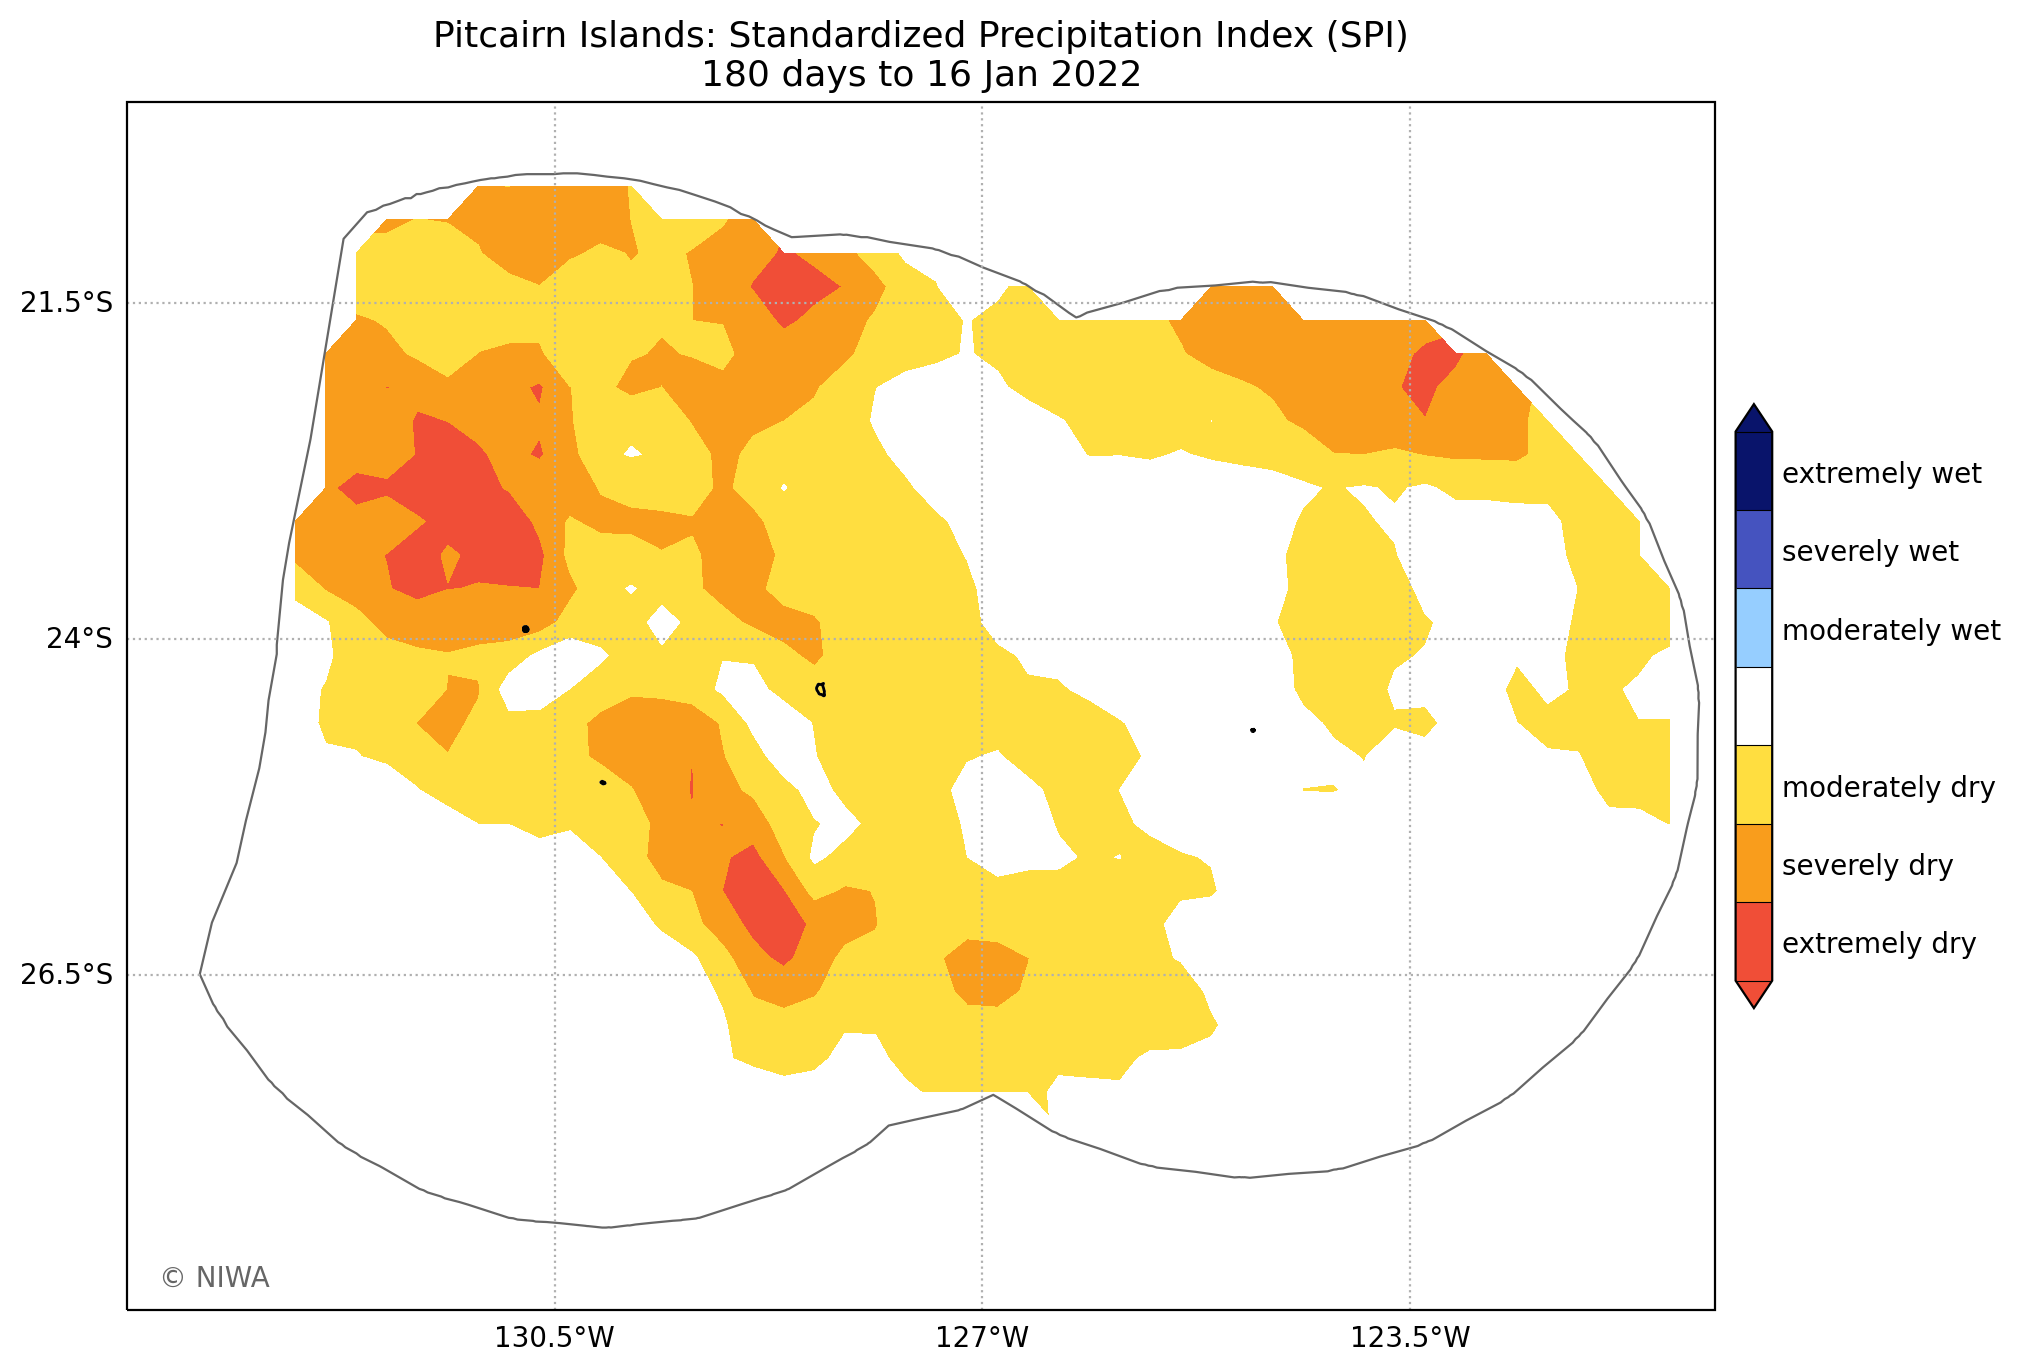 Pitcairn Islands: Standardized Precipitation Index (SPI)
180 days to 16 Jan 2022
21.5°S
24°S
26.5°S
130.5°W
127°W
123.5°W
extremely wet
severely wet
moderately wet
moderately dry
severely dry
extremely dry
© NIWA